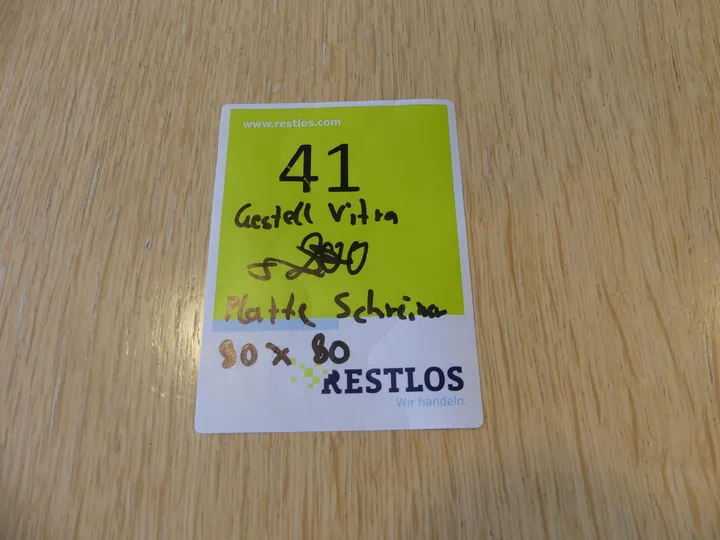 www.restlos.com
41
Gestell Vitra
Platte Schreiner
80 x 80
RESTLOS
Wir handeln.